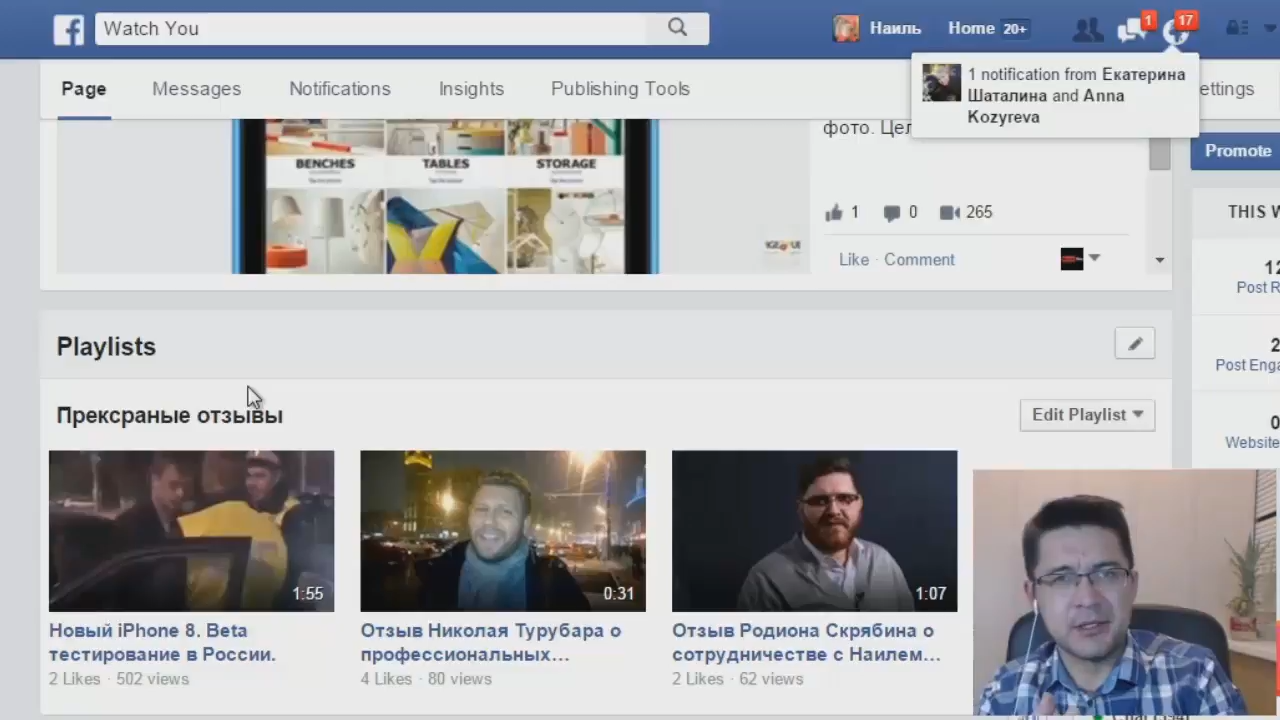 Watch You
Наиль
Home 20+
1
17
Page
Messages
Notifications
Insights
Publishing Tools
ettings
1 notification from Екатерина
Шаталина and Anna
Kozyreva
Promote
фото. Цел
BENCHES
TABLES
STORAGE
1
0
265
Like · Comment
THIS W
12
Post R
2
Post Enga
0
Website
Playlists
Прексраные отзывы
Edit Playlist
1:55
0:31
1:07
Новый iPhone 8. Beta
тестирование в России.
2 Likes · 502 views
Отзыв Николая Турубара о
профессиональных...
4 Likes · 80 views
Отзыв Родиона Скрябина о
сотрудничестве с Наилем...
2 Likes · 62 views